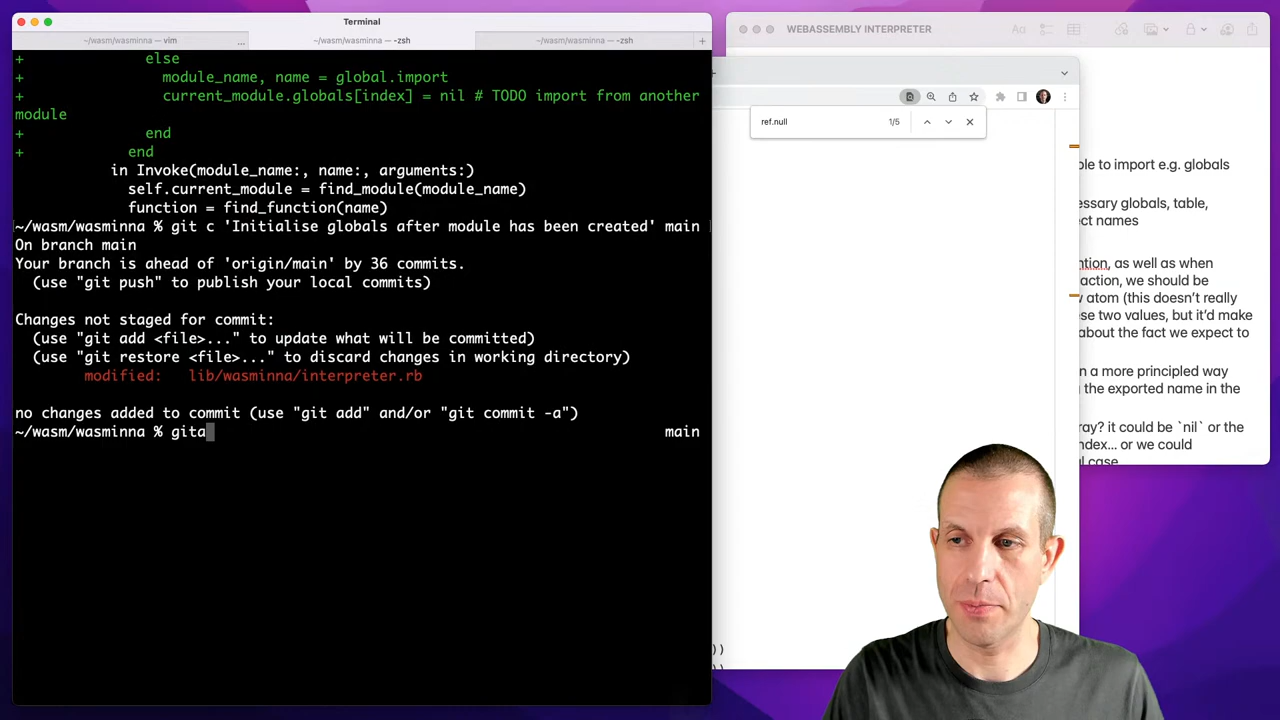 Terminal
~/wasm/wasminna — vim
...
~/wasm/wasminna — -zsh
~/wasm/wasminna — -zsh
+
+ else
+ module_name, name = global.import
+ current_module.globals[index] = nil # TODO import from another
module
+ end
+ end
in Invoke(module_name:, name:, arguments:)
self.current_module = find_module(module_name)
function = find_function(name)
~/wasm/wasminna % git c 'Initialise globals after module has been created' main
On branch main
Your branch is ahead of 'origin/main' by 36 commits.
(use "git push" to publish your local commits)
Changes not staged for commit:
(use "git add <file>..." to update what will be committed)
(use "git restore <file>..." to discard changes in working directory)
modified: lib/wasminna/interpreter.rb
no changes added to commit (use "git add" and/or "git commit -a")
~/wasm/wasminna % gita main
WEBASSEMBLY INTERPRETER
Aa
ref.null 1/5
ble to import e.g. globals
essary globals, table,
ect names
ntion, as well as when
action, we should be
w atom (this doesn't really
ese two values, but it'd make
about the fact we expect to
n a more principled way
the exported name in the
ray? it could be `nil` or the
ndex… or we could
al case
))
))